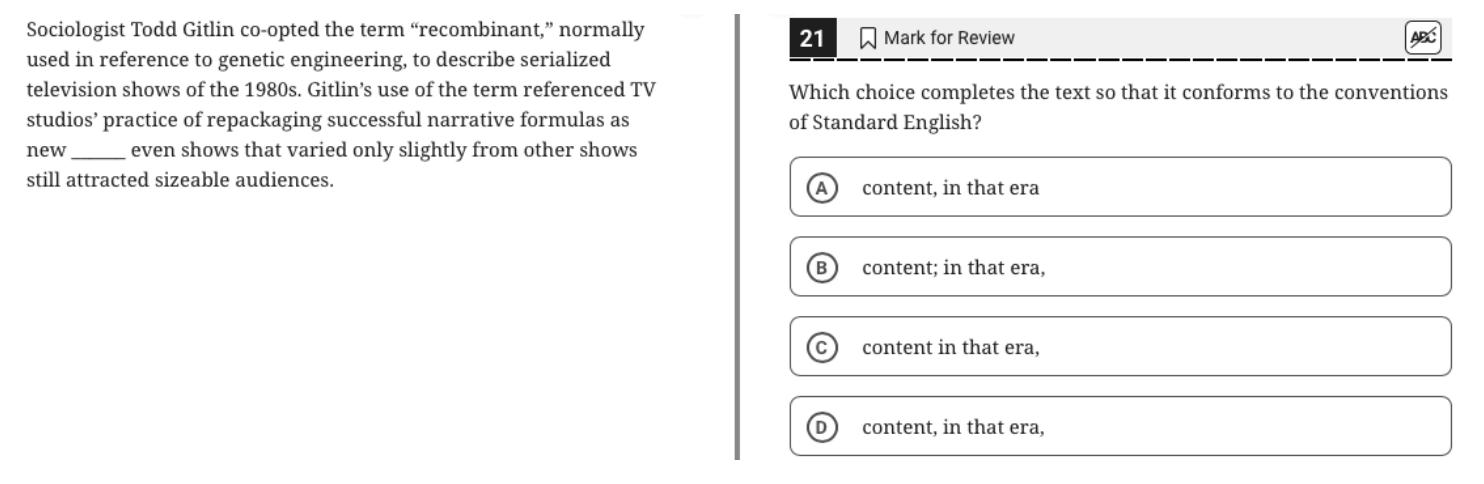 Sociologist Todd Gitlin co-opted the term “recombinant,” normally
used in reference to genetic engineering, to describe serialized
television shows of the 1980s. Gitlin’s use of the term referenced TV
studios’ practice of repackaging successful narrative formulas as
new ______ even shows that varied only slightly from other shows
still attracted sizeable audiences.
21 Mark for Review ABC
Which choice completes the text so that it conforms to the conventions
of Standard English?
A content, in that era
B content; in that era,
C content in that era,
D content, in that era,